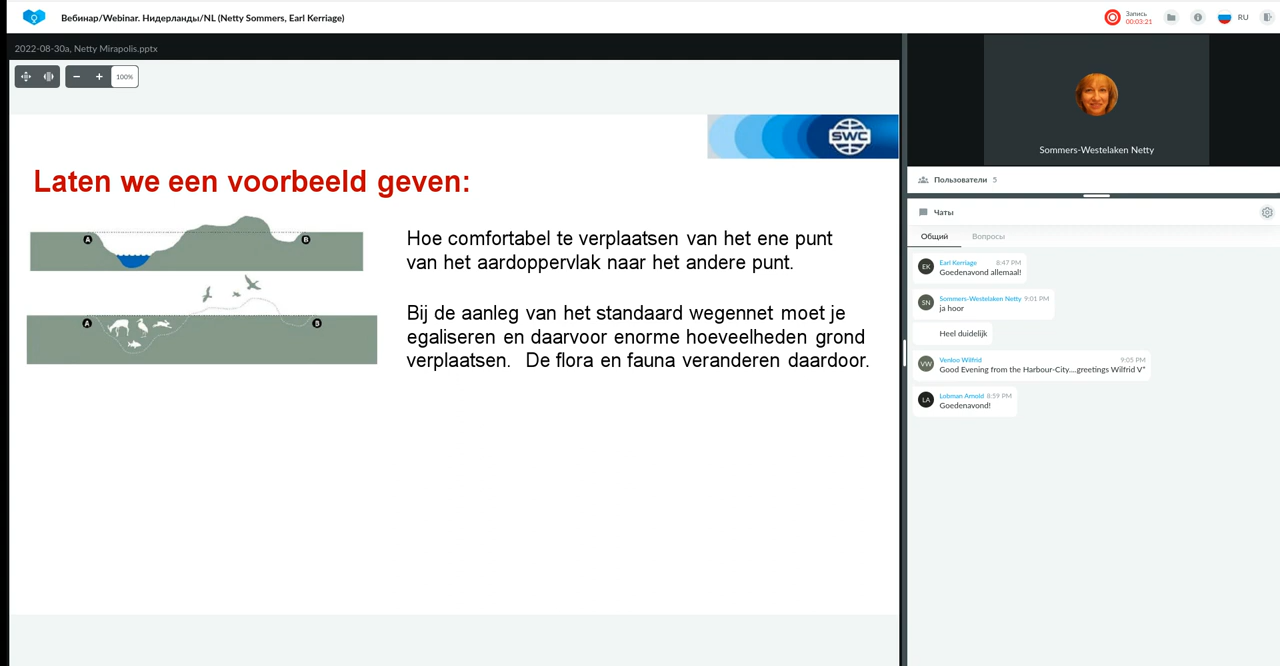 Вебинар/Webinar. Нидерланды/NL (Netty Sommers, Earl Kerriage)
Запись
00:03:21
RU
2022-08-30a, Netty Mirapolis.pptx
100%
SWC
Laten we een voorbeeld geven:
A
B
A
B
Hoe comfortabel te verplaatsen van het ene punt
van het aardoppervlak naar het andere punt.
Bij de aanleg van het standaard wegennet moet je
egaliseren en daarvoor enorme hoeveelheden grond
verplaatsen. De flora en fauna veranderen daardoor.
Sommers-Westelaken Netty
Пользователи 5
Чаты
Общий
Вопросы
EK
Earl Kerriage 8:47 PM
Goedenavond allemaal!
SN
Sommers-Westelaken Netty 9:01 PM
ja hoor
Heel duidelijk
VW
Venloo Wilfrid 9:05 PM
Good Evening from the Harbour-City....greetings Wilfrid V"
LA
Lobman Arnold 8:59 PM
Goedenavond!